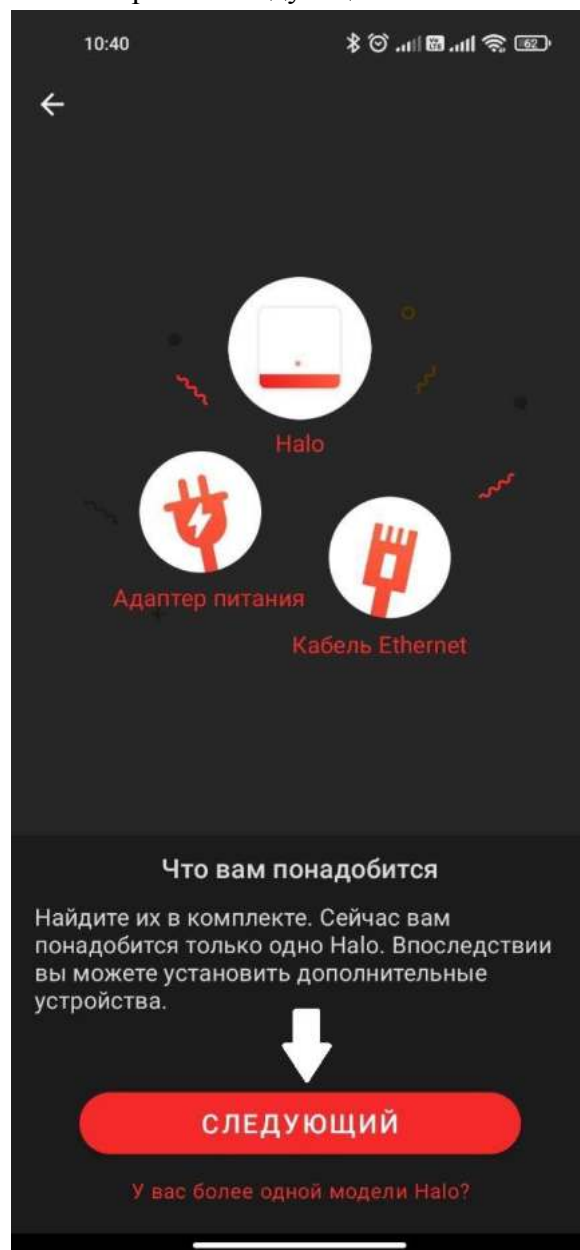 10:40
62
Halo
Адаптер питания
Кабель Ethernet
Что вам понадобится
Найдите их в комплекте. Сейчас вам
понадобится только одно Halo. Впоследствии
вы можете установить дополнительные
устройства.
СЛЕДУЮЩИЙ
У вас более одной модели Halo?